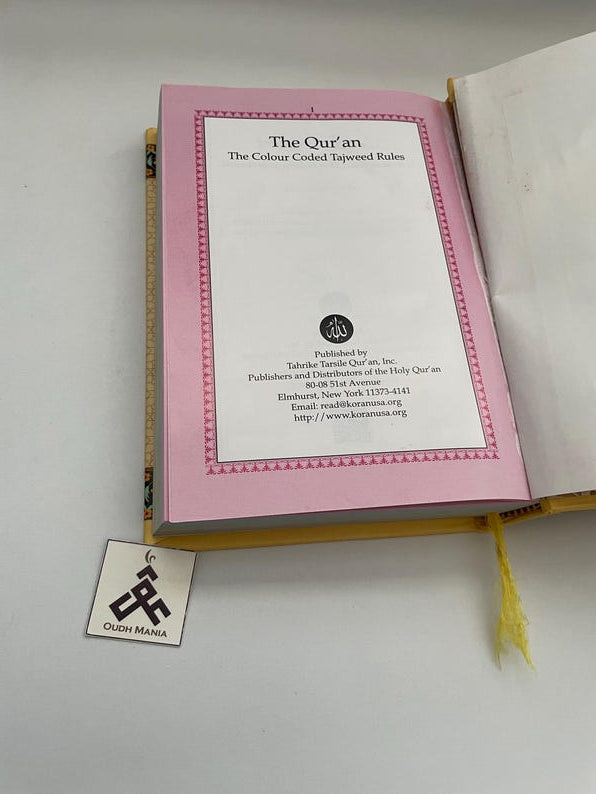 1
The Qur'an
The Colour Coded Tajweed Rules
الله
Published by
Tahrike Tarsile Qur'an, Inc.
Publishers and Distributors of the Holy Qur'an
80-08 51st Avenue
Elmhurst, New York 11373-4141
Email: read@koranusa.org
http://www.koranusa.org
OUDH MANIA